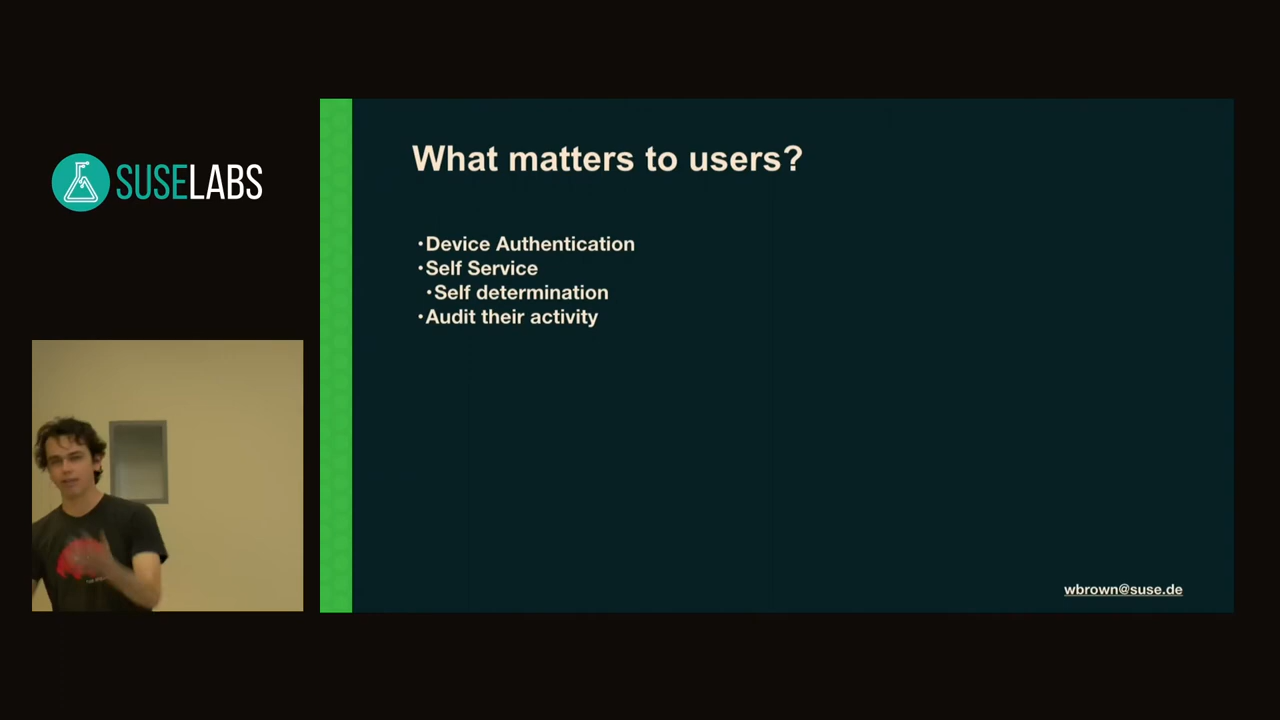 SUSELABS
What matters to users?
•Device Authentication
•Self Service
•Self determination
•Audit their activity
wbrown@suse.de